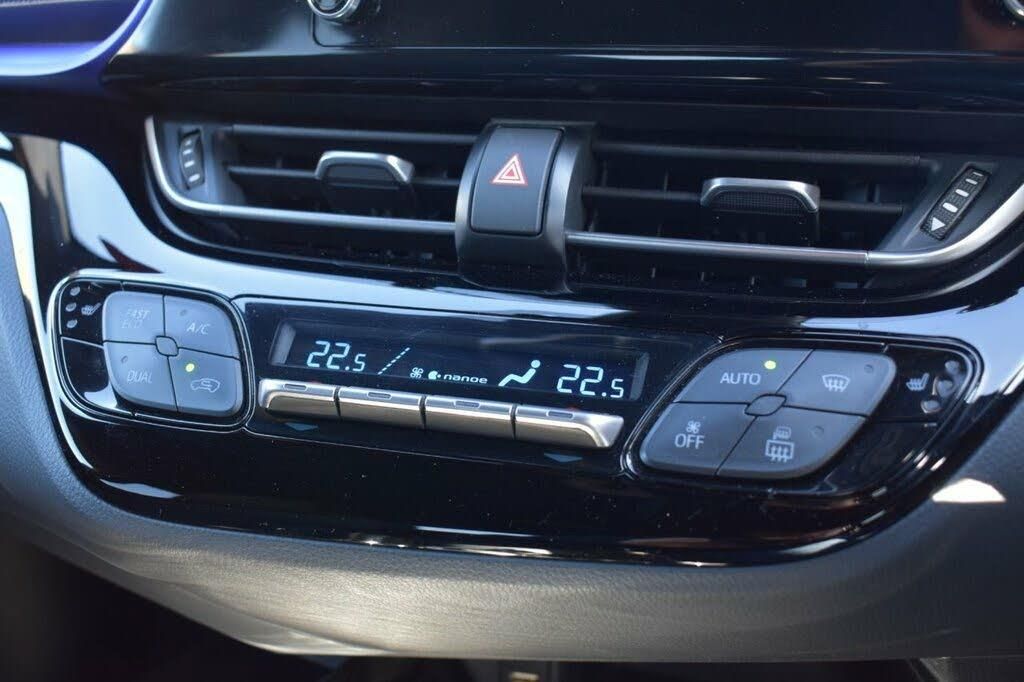 FAST
ECO
A/C
DUAL
22.5
nanoe
22.5
AUTO
OFF